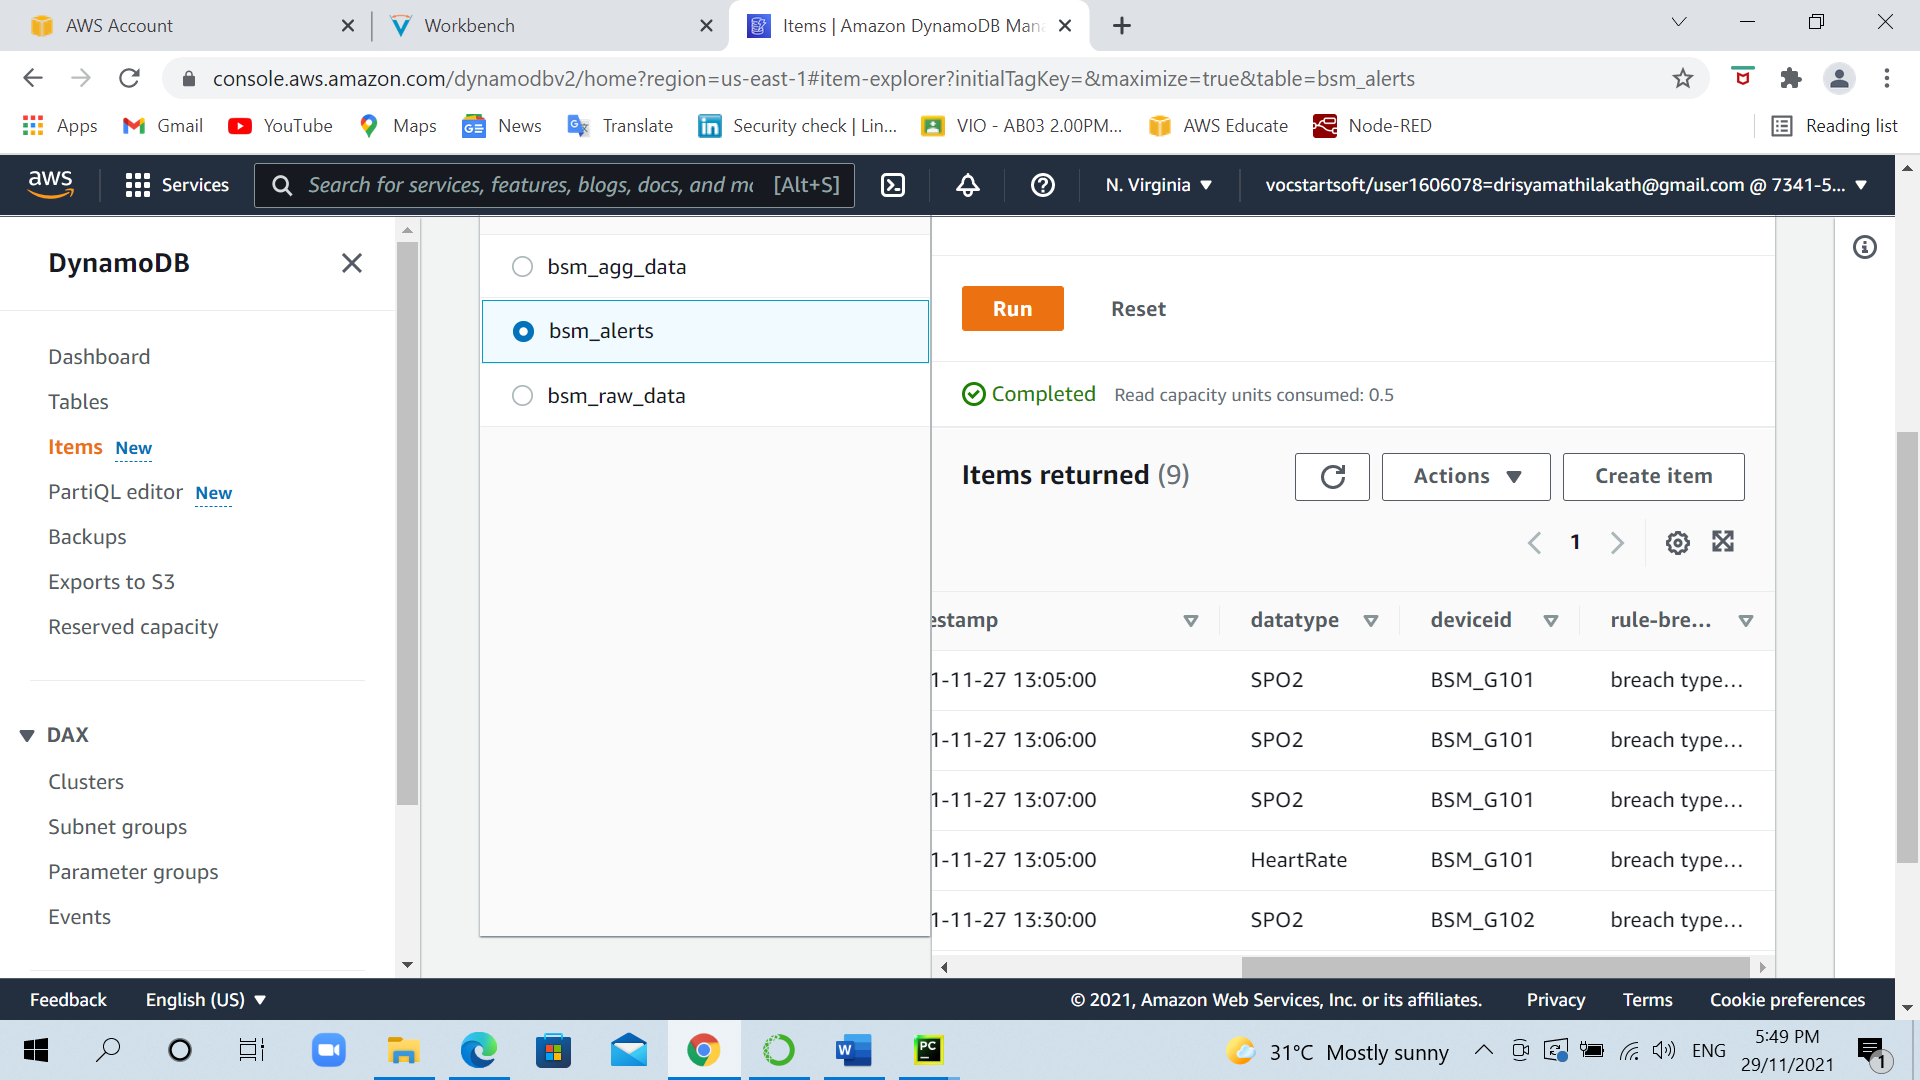 AWS Account
Workbench
Items | Amazon DynamoDB Mana
console.aws.amazon.com/dynamodbv2/home?region=us-east-1#item-explorer?initialTagKey=&maximize=true&table=bsm_alerts
Apps Gmail YouTube Maps News Translate Security check | Lin... VIO - AB03 2.00PM... AWS Educate Node-RED Reading list
aws Services Search for services, features, blogs, docs, and mo [Alt+S] N. Virginia ▼ vocstartsoft/user1606078=drisyamathilakath@gmail.com @ 7341-5... ▼
DynamoDB
Dashboard
Tables
Items New
PartiQL editor New
Backups
Exports to S3
Reserved capacity
DAX
Clusters
Subnet groups
Parameter groups
Events
bsm_agg_data
bsm_alerts
bsm_raw_data
Run Reset
Completed Read capacity units consumed: 0.5
Items returned (9) Actions Create item
1
estamp datatype deviceid rule-bre...
1-11-27 13:05:00 SPO2 BSM_G101 breach type...
1-11-27 13:06:00 SPO2 BSM_G101 breach type...
1-11-27 13:07:00 SPO2 BSM_G101 breach type...
1-11-27 13:05:00 HeartRate BSM_G101 breach type...
1-11-27 13:30:00 SPO2 BSM_G102 breach type...
Feedback English (US) ▼ © 2021, Amazon Web Services, Inc. or its affiliates. Privacy Terms Cookie preferences
W PC 31°C Mostly sunny ENG 5:49 PM
29/11/2021 1